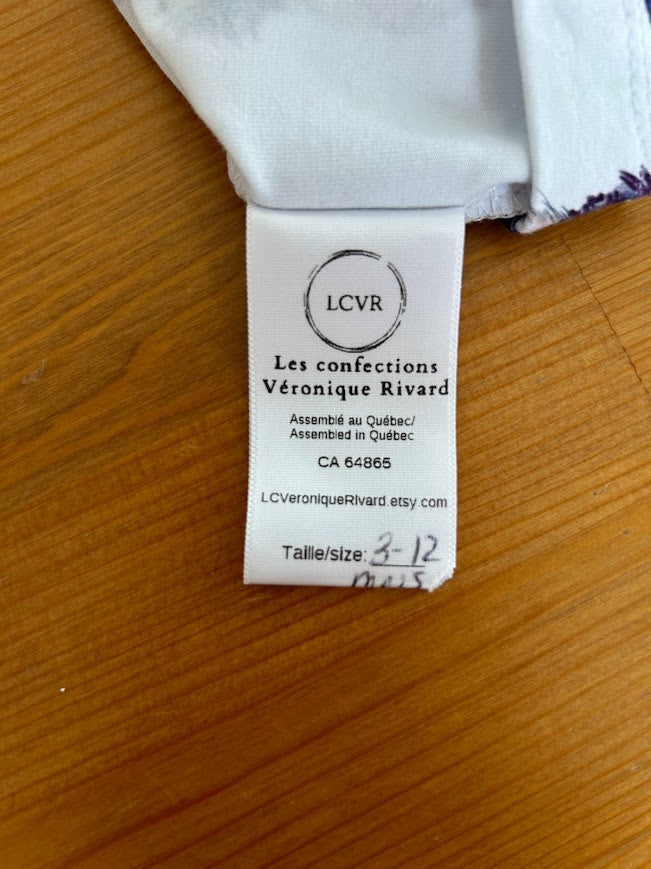 LCVR
Les confections
Véronique Rivard
Assemblé au Québec/
Assembled in Québec
CA 64865
LCVeroniqueRivard.etsy.com
Taille/size: 3-12
mois